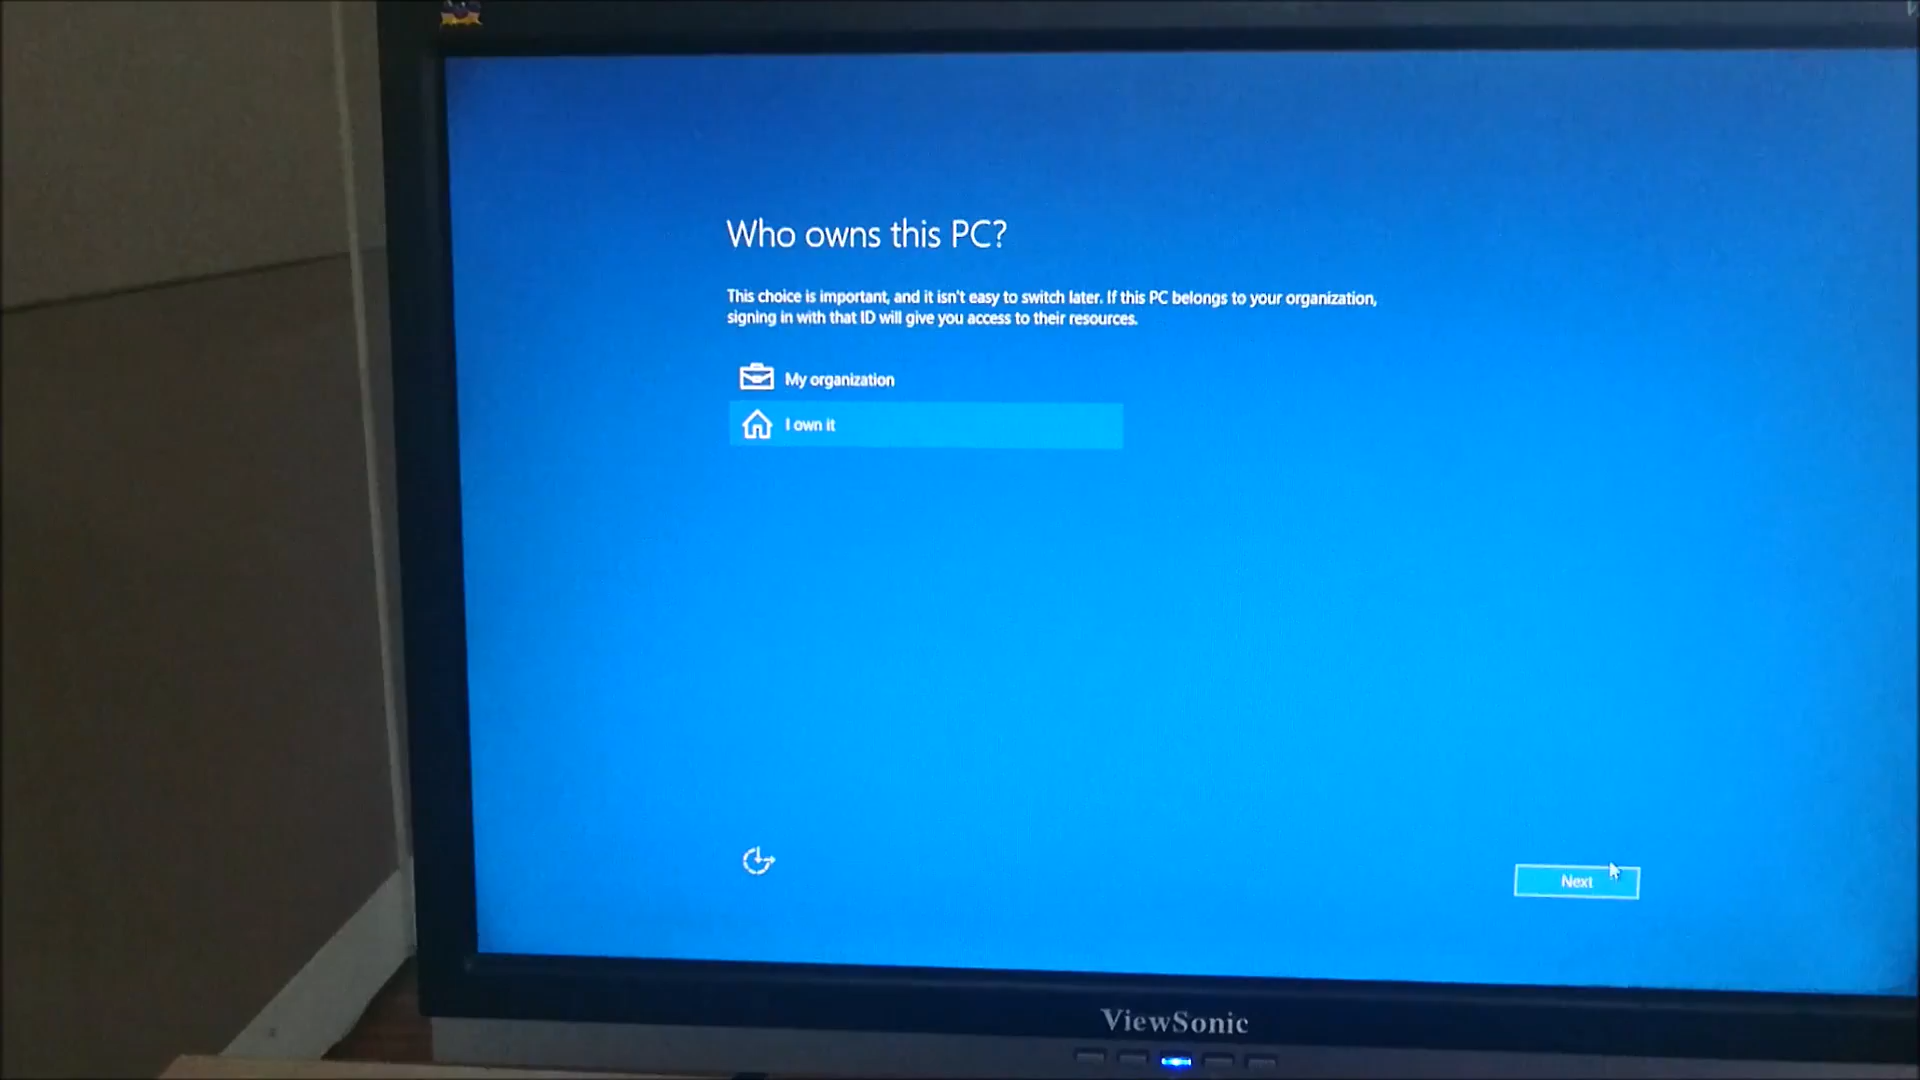 Who owns this PC?
This choice is important, and it isn't easy to switch later. If this PC belongs to your organization,
signing in with that ID will give you access to their resources.
My organization
I own it
Next
ViewSonic